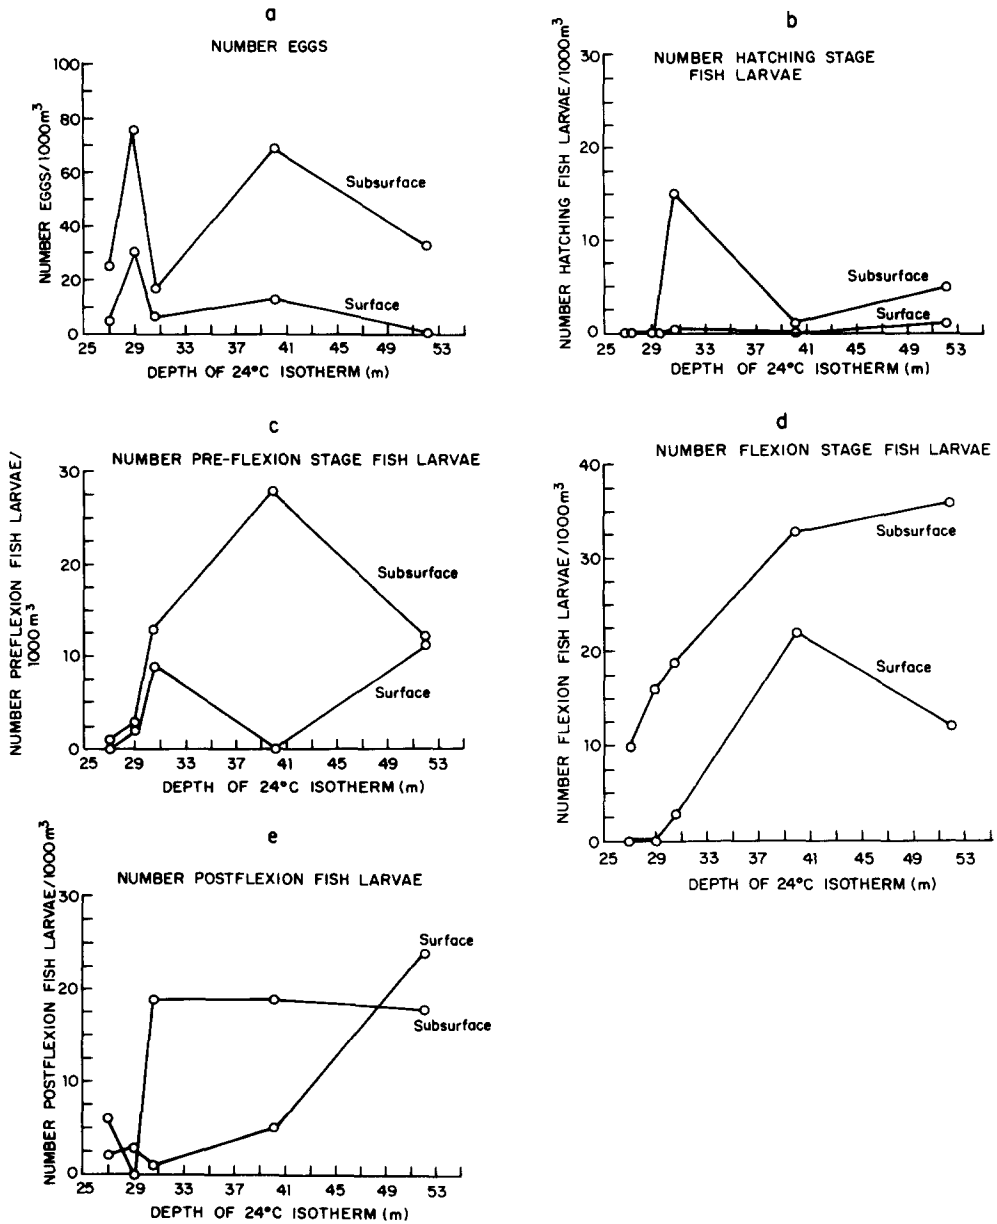 a
NUMBER EGGS
NUMBER EGGS/1000m³
100
80
60
40
20
0
Subsurface
Surface
25 29 33 37 41 45 49 53
DEPTH OF 24°C ISOTHERM (m)
b
NUMBER HATCHING STAGE
FISH LARVAE
NUMBER HATCHING FISH LARVAE/1000m³
30
20
10
0
Subsurface
Surface
25 29 33 37 41 45 49 53
DEPTH OF 24°C ISOTHERM (m)
c
NUMBER PRE-FLEXION STAGE FISH LARVAE
NUMBER PREFLEXION FISH LARVAE/
1000m³
30
20
10
0
Subsurface
Surface
25 29 33 37 41 45 49 53
DEPTH OF 24°C ISOTHERM (m)
d
NUMBER FLEXION STAGE FISH LARVAE
NUMBER FLEXION FISH LARVAE/1000m³
40
30
20
10
0
Subsurface
Surface
25 29 33 37 41 45 49 53
DEPTH OF 24°C ISOTHERM (m)
e
NUMBER POSTFLEXION FISH LARVAE
NUMBER POSTFLEXION FISH LARVAE/1000m³
30
20
10
0
Surface
Subsurface
25 29 33 37 41 45 49 53
DEPTH OF 24°C ISOTHERM (m)